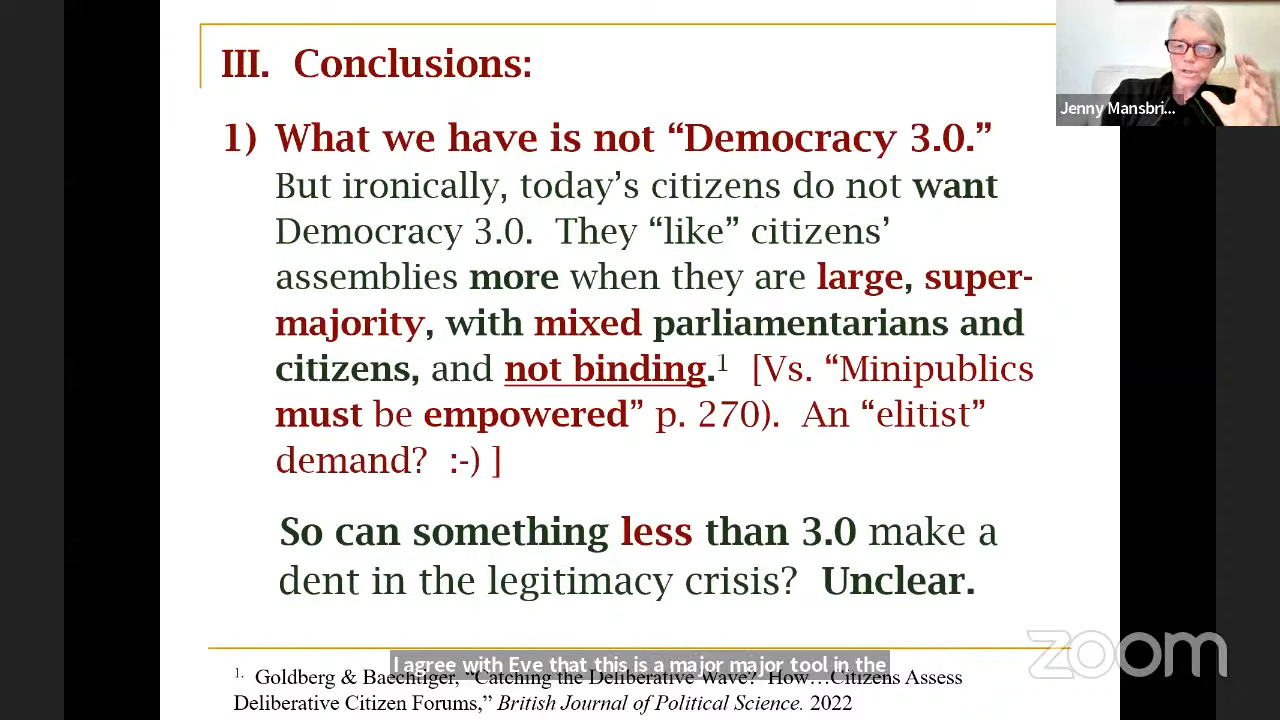 III. Conclusions:
1) What we have is not “Democracy 3.0.”
But ironically, today’s citizens do not want
Democracy 3.0. They “like” citizens’
assemblies more when they are large, super-
majority, with mixed parliamentarians and
citizens, and not binding.¹ [Vs. “Minipublics
must be empowered” p. 270). An “elitist”
demand? :-) ]
So can something less than 3.0 make a
dent in the legitimacy crisis? Unclear.
I agree with Eve that this is a major major tool in the
1. Goldberg & Baechtiger, “Catching the Deliberative Wave? How…Citizens Assess
Deliberative Citizen Forums,” British Journal of Political Science. 2022
Jenny Mansbri...
zoom